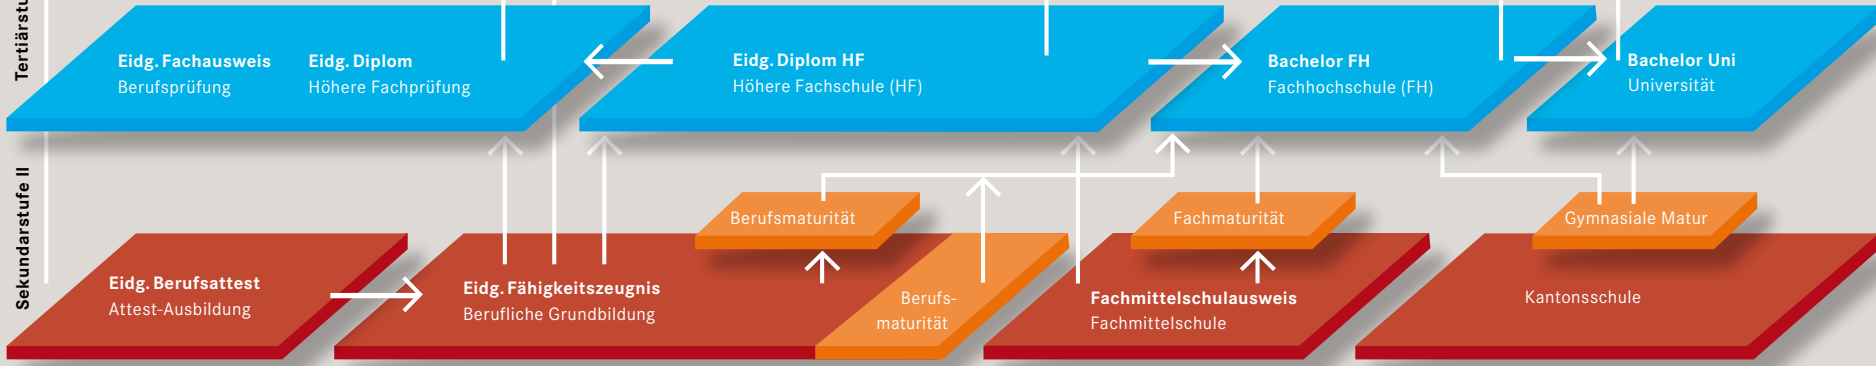 Tertiärstu
Eidg. Fachausweis
Berufsprüfung
Eidg. Diplom
Höhere Fachprüfung
Eidg. Diplom HF
Höhere Fachschule (HF)
Bachelor FH
Fachhochschule (FH)
Bachelor Uni
Universität
Sekundarstufe II
Berufsmaturität
Fachmaturität
Gymnasiale Matur
Eidg. Berufsattest
Attest-Ausbildung
Eidg. Fähigkeitszeugnis
Berufliche Grundbildung
Berufs-
maturität
Fachmittelschulausweis
Fachmittelschule
Kantonsschule